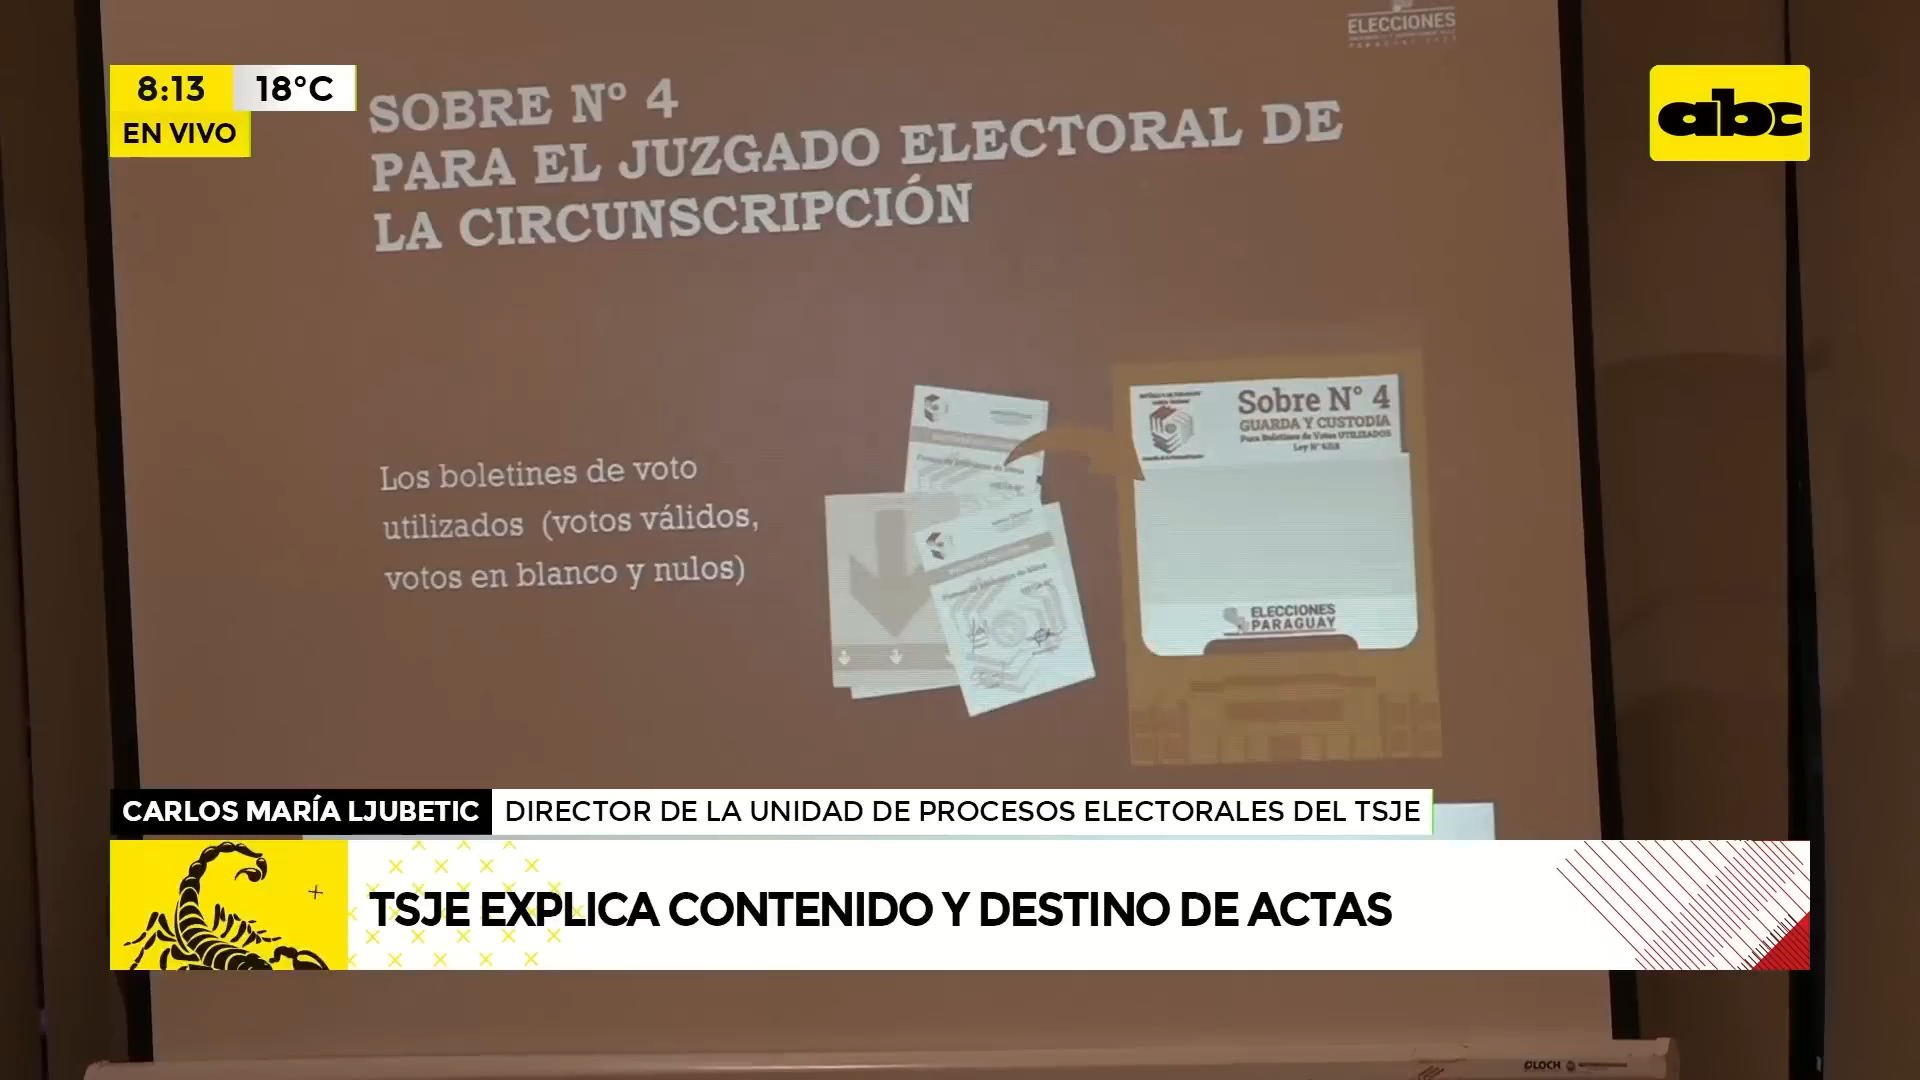 ELECCIONES
8:13
18°C
EN VIVO
abc
SOBRE Nº 4
PARA EL JUZGADO ELECTORAL DE
LA CIRCUNSCRIPCIÓN
Los boletines de voto
utilizados (votos válidos,
votos en blanco y nulos)
Sobre N° 4
GUARDA Y CUSTODIA
Para Boletines de Votos UTILIZADOS
ELECCIONES
PARAGUAY
CARLOS MARÍA LJUBETIC
DIRECTOR DE LA UNIDAD DE PROCESOS ELECTORALES DEL TSJE
TSJE EXPLICA CONTENIDO Y DESTINO DE ACTAS
LOCH